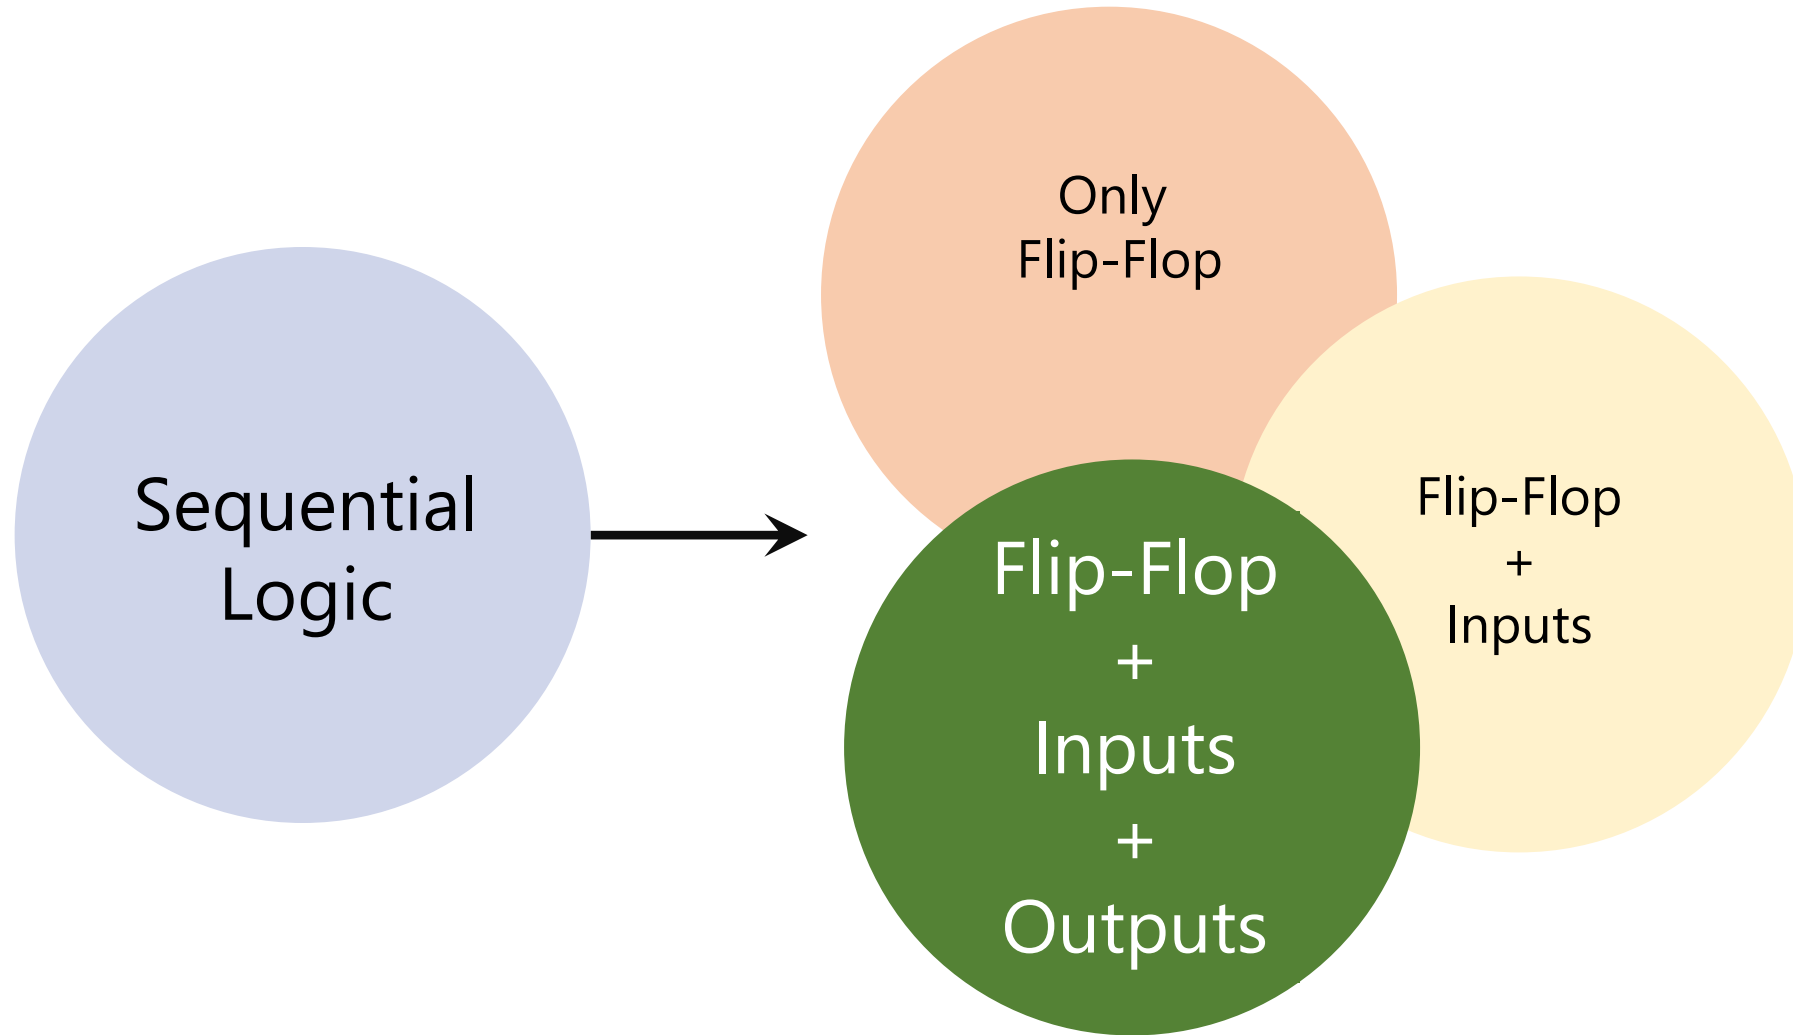 Sequential
Logic
Only
Flip-Flop
Flip-Flop
+
Inputs
Flip-Flop
+
Inputs
+
Outputs